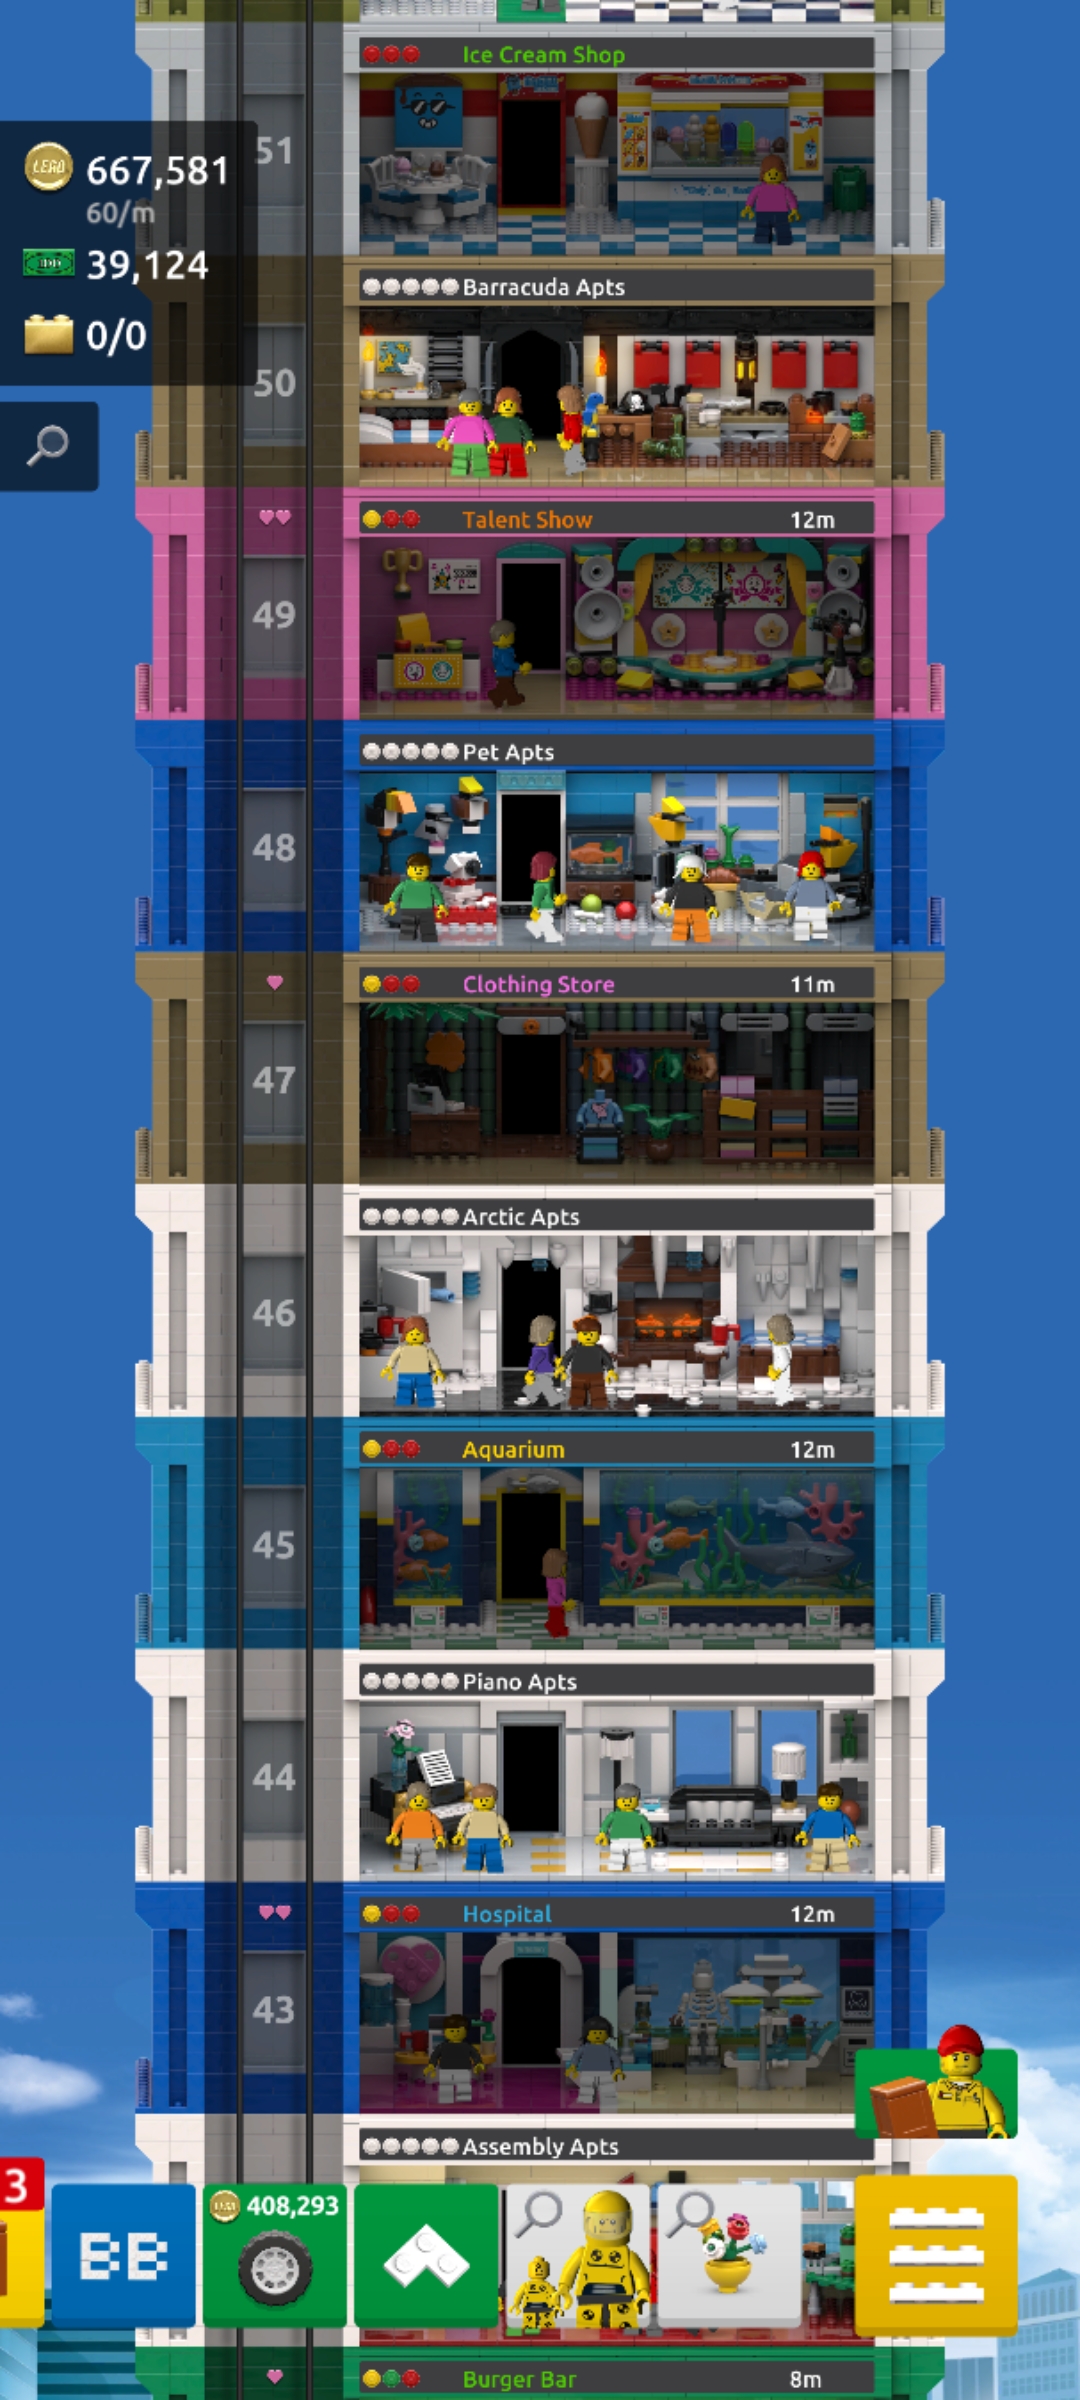 Ice Cream Shop
51
LEGO 667,581
60/m
39,124
0/0
Barracuda Apts
50
Talent Show 12m
49
Pet Apts
48
Clothing Store 11m
47
Arctic Apts
46
Aquarium 12m
45
Piano Apts
44
Hospital 12m
43
Assembly Apts
3
BB
408,293
Burger Bar 8m